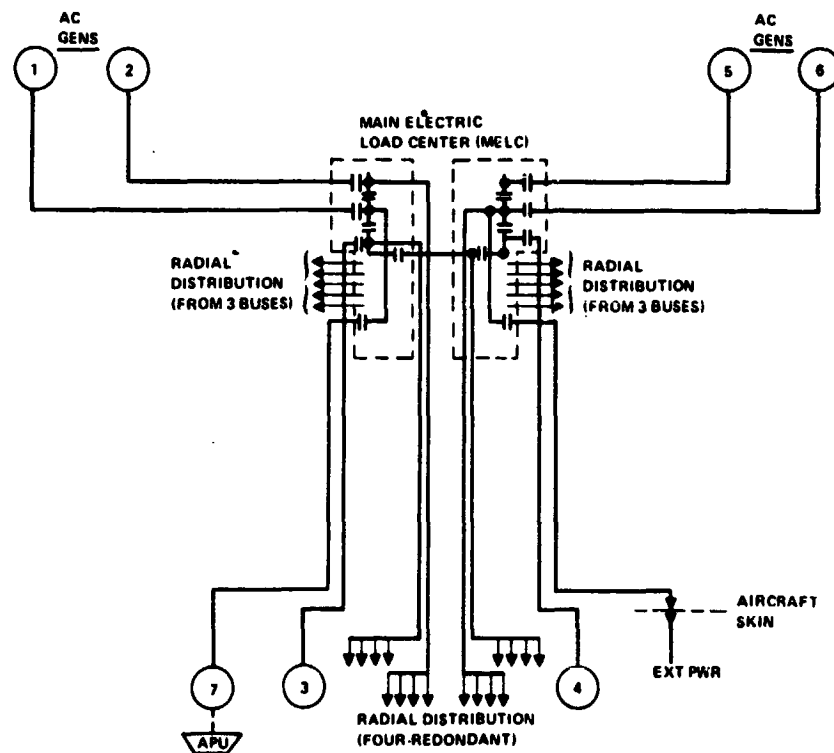 AC
GENS
1
2
AC
GENS
5
6
MAIN ELECTRIC
LOAD CENTER (MELC)
RADIAL
DISTRIBUTION
(FROM 3 BUSES)
RADIAL
DISTRIBUTION
(FROM 3 BUSES)
AIRCRAFT
SKIN
EXT PWR
7
3
4
APU
RADIAL DISTRIBUTION
(FOUR-REDONDANT)